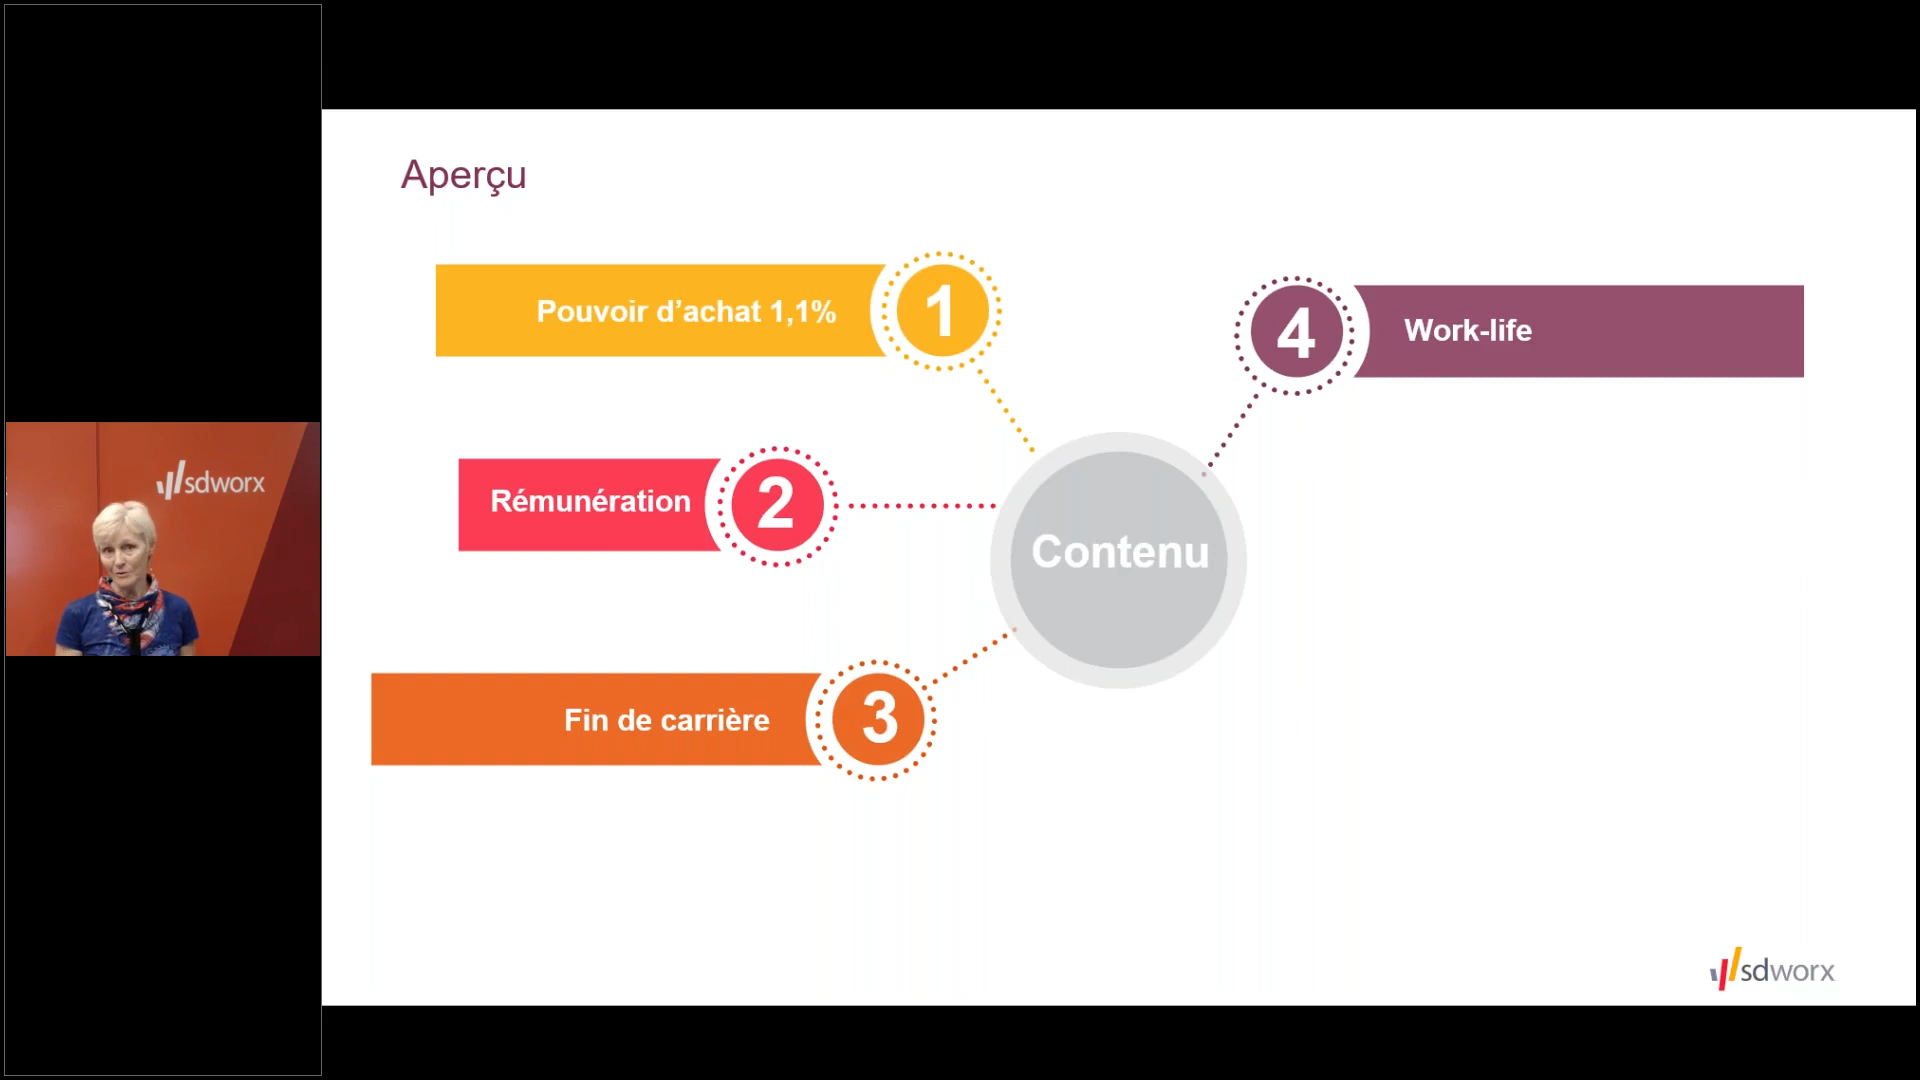 Aperçu
Pouvoir d’achat 1,1%
1
Rémunération
2
Fin de carrière
3
Contenu
4
Work-life
sdworx
sdworx